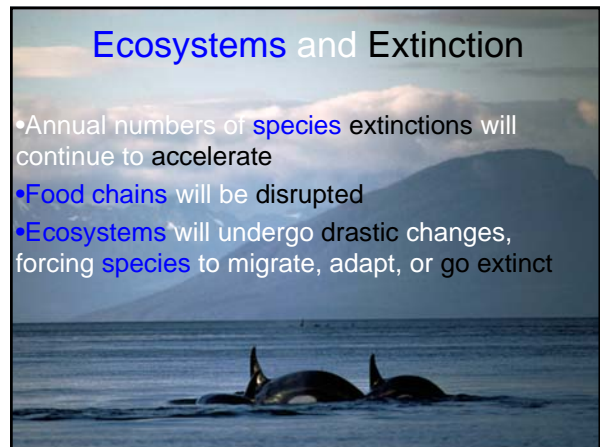 Ecosystems and Extinction
•Annual numbers of species extinctions will
continue to accelerate
•Food chains will be disrupted
•Ecosystems will undergo drastic changes,
forcing species to migrate, adapt, or go extinct